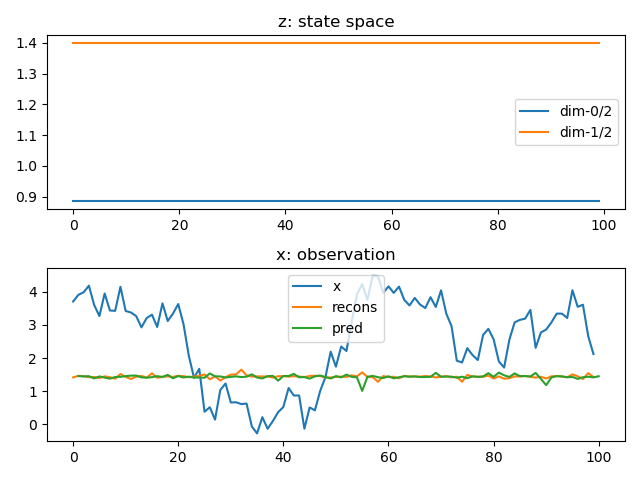 z: state space
1.4
1.3
1.2
1.1
1.0
0.9
dim-0/2
dim-1/2
0 20 40 60 80 100
x: observation
4
3
2
1
0
x
recons
pred
0 20 40 60 80 100